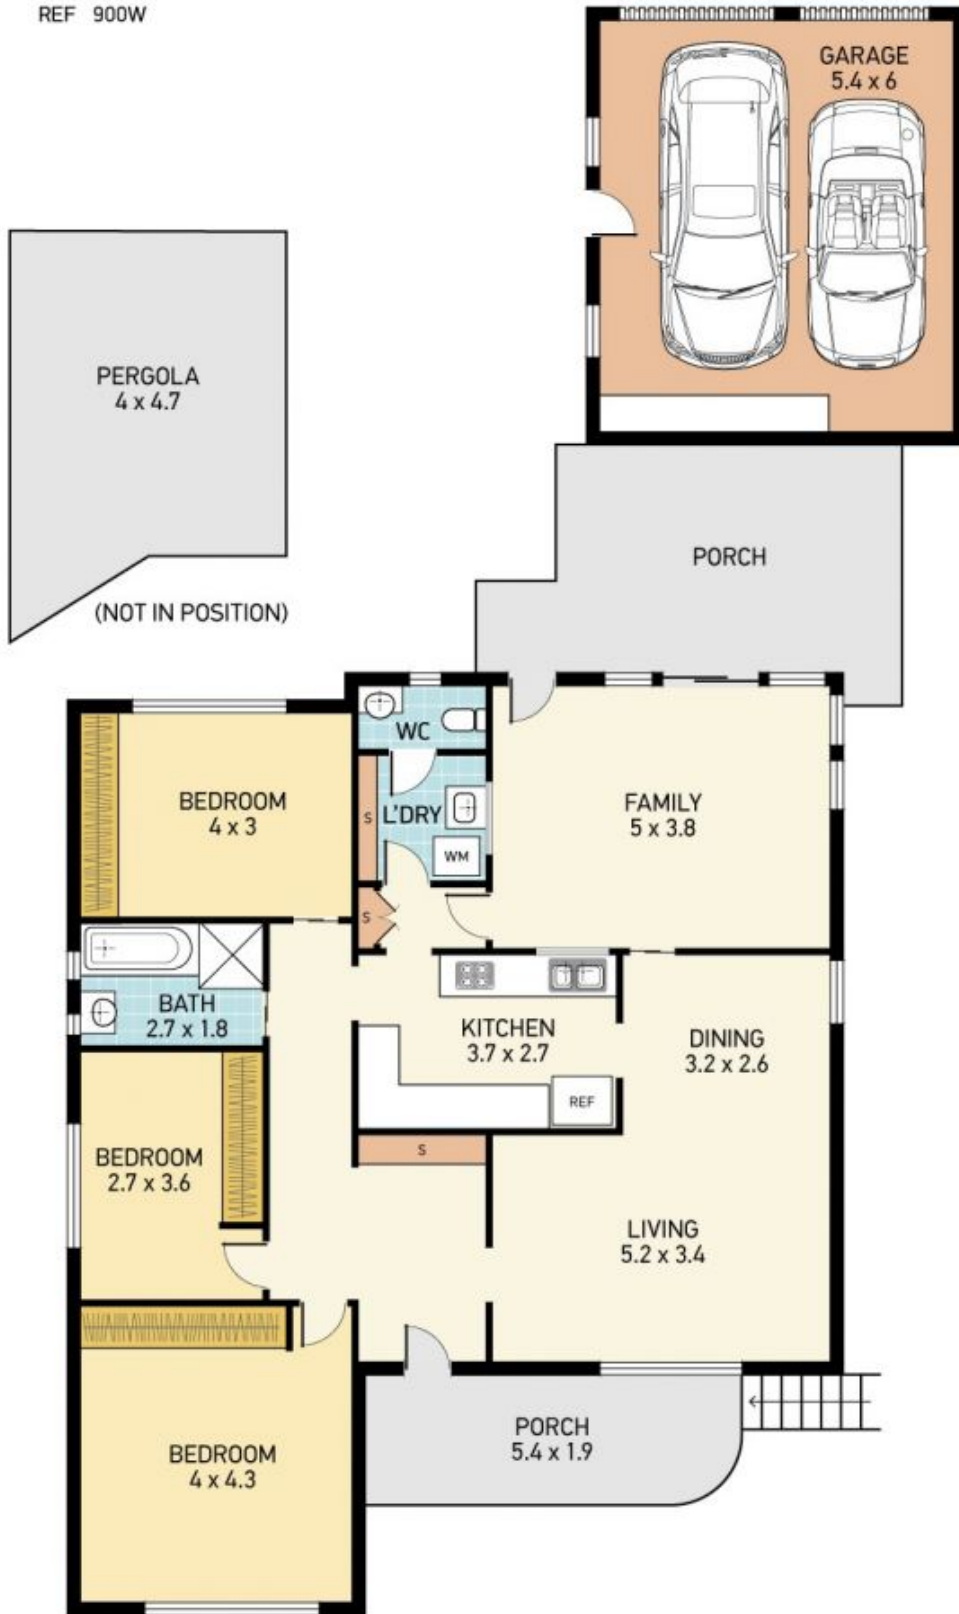 REF 900W
GARAGE
5.4 x 6
PERGOLA
4 x 4.7
(NOT IN POSITION)
PORCH
WC
BEDROOM
4 x 3
S
L'DRY
WM
FAMILY
5 x 3.8
S
BATH
2.7 x 1.8
KITCHEN
3.7 x 2.7
REF
DINING
3.2 x 2.6
S
BEDROOM
2.7 x 3.6
LIVING
5.2 x 3.4
BEDROOM
4 x 4.3
PORCH
5.4 x 1.9